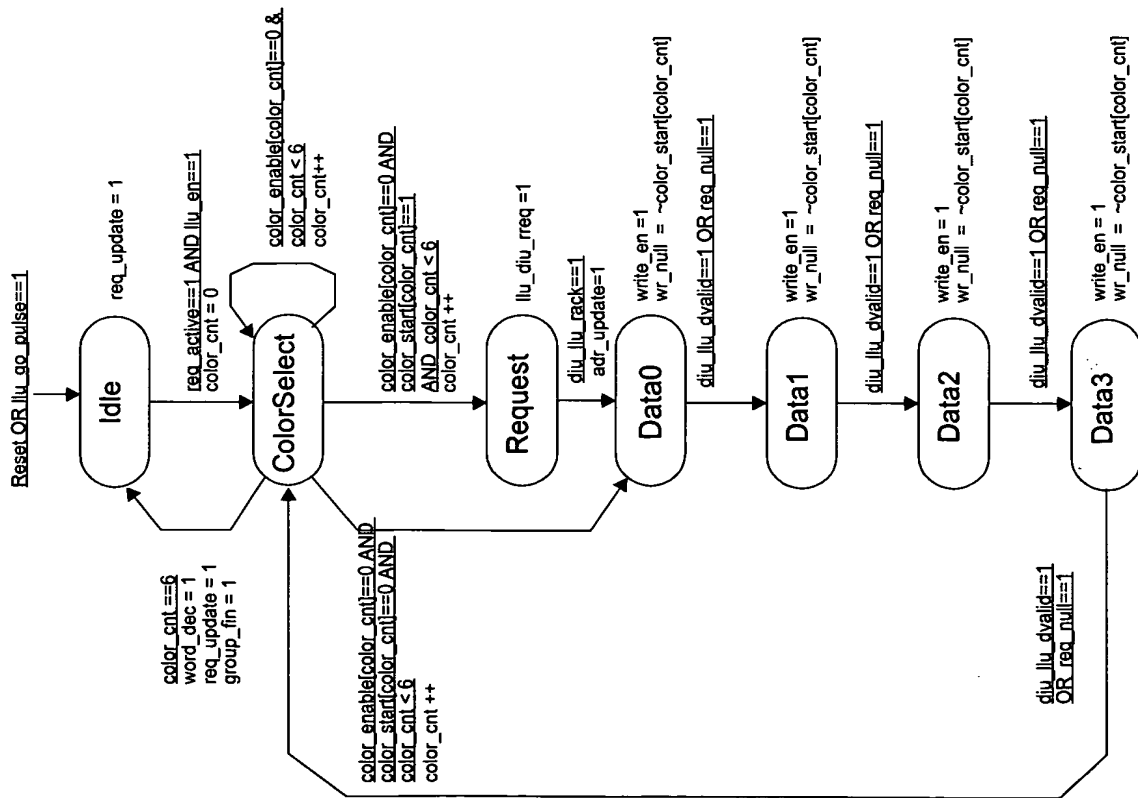 Reset OR llu_go_pulse==1
Idle
req_update = 1
req_active==1 AND llu_en==1
color_cnt = 0
ColorSelect
color_enable[color_cnt]==0 &
color_cnt < 6
color_cnt++
color_cnt ==6
word_dec = 1
req_update = 1
group_fin = 1
color_enable[color_cnt]==0 AND
color_start[color_cnt]==1
AND color_cnt < 6
color_cnt ++
color_enable[color_cnt]==0 AND
color_start[color_cnt]==0 AND
color_cnt < 6
color_cnt ++
Request
llu_diu_rreq =1
diu_llu_rack==1
adr_update=1
Data0
write_en =1
wr_null = ~color_start[color_cnt]
diu_llu_dvalid==1 OR req_null==1
Data1
write_en =1
wr_null = ~color_start[color_cnt]
diu_llu_dvalid==1 OR req_null==1
Data2
write_en = 1
wr_null = ~color_start[color_cnt]
diu_llu_dvalid==1 OR req_null==1
Data3
write_en = 1
wr_null = ~color_start[color_cnt]
diu_llu_dvalid==1
OR req_null==1